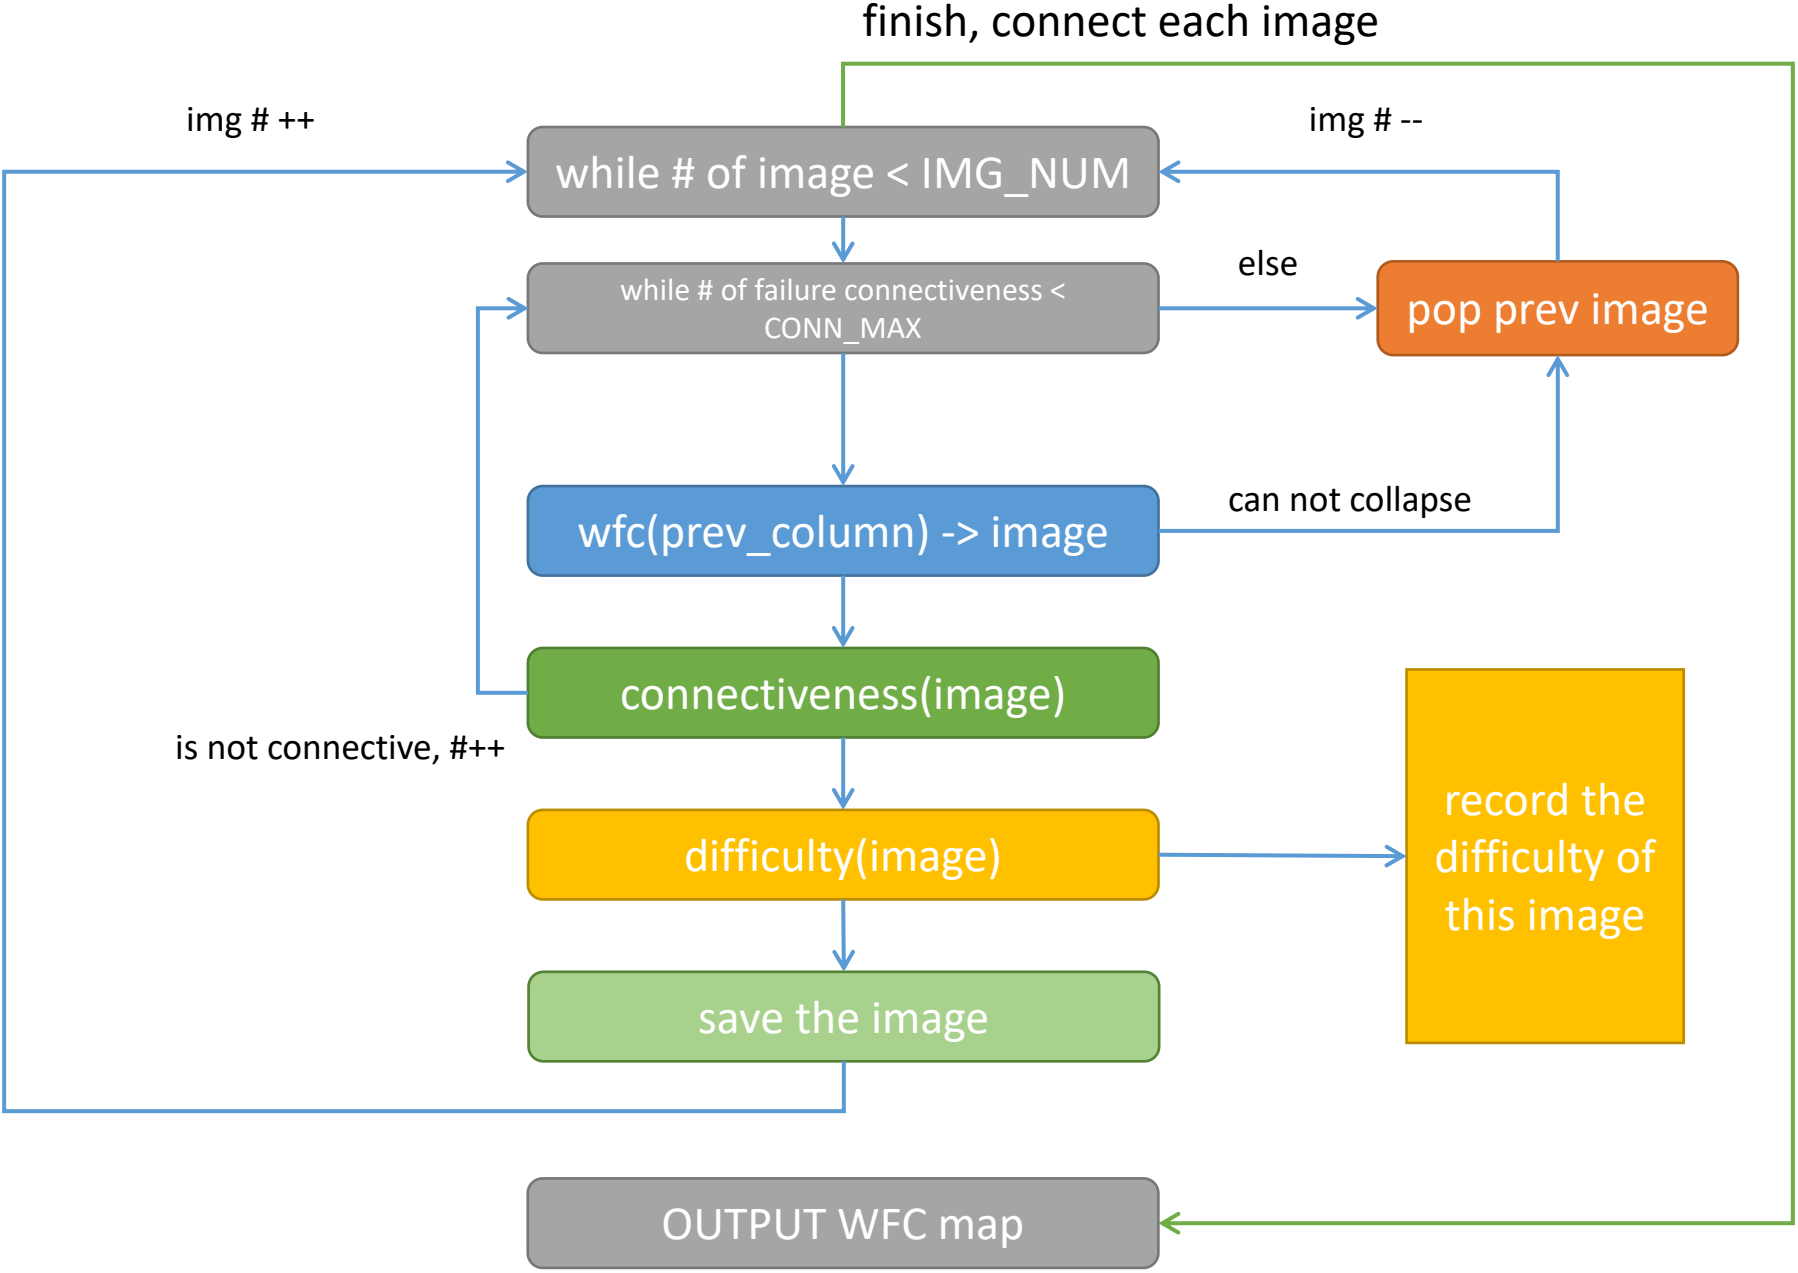 finish, connect each image
img # ++
img # --
while # of image < IMG_NUM
else
while # of failure connectiveness <
CONN_MAX
pop prev image
can not collapse
wfc(prev_column) -> image
connectiveness(image)
is not connective, #++
difficulty(image)
record the
difficulty of
this image
save the image
OUTPUT WFC map